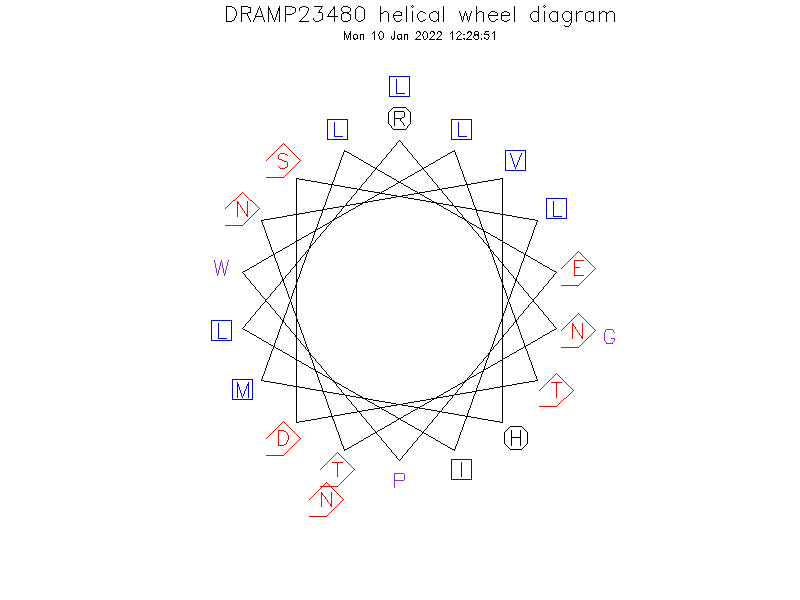 DRAMP23480 helical wheel diagram
Mon 10 Jan 2022 12:28:51
L
R
L L
S V
N L
W E
L N G
M T
D H
T I
P
N